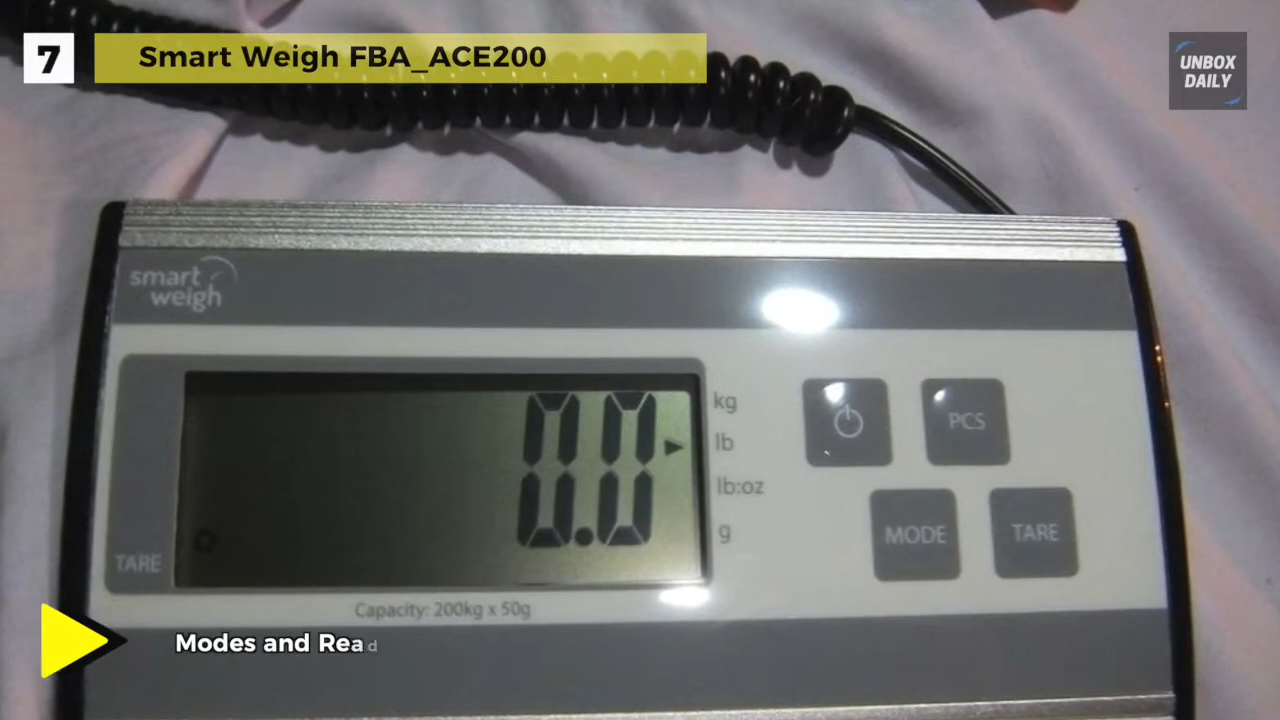 7
Smart Weigh FBA_ACE200
UNBOX
DAILY
smart
weigh
0.0
kg
lb
lb:oz
g
PCS
MODE
TARE
TARE
Capacity: 200kg x 50g
Modes and Read